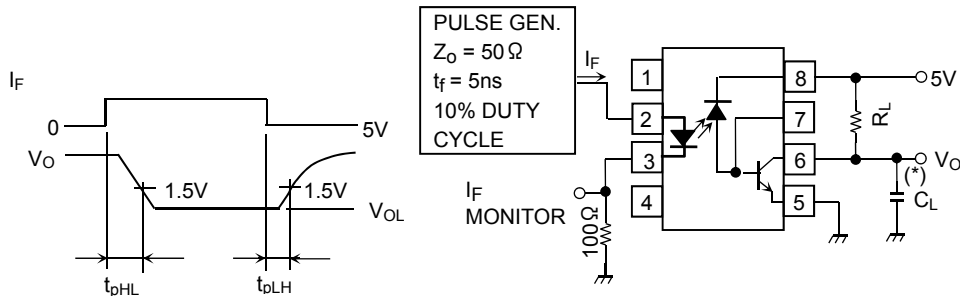 I_F
0
5V
V_O
1.5V
1.5V
V_OL
t_pHL
t_pLH
PULSE GEN.
Z_o = 50 Ω
t_f = 5ns
10% DUTY
CYCLE
I_F
1
2
3
4
8
7
6
5
5V
R_L
V_O
(*)
C_L
I_F
MONITOR
100Ω